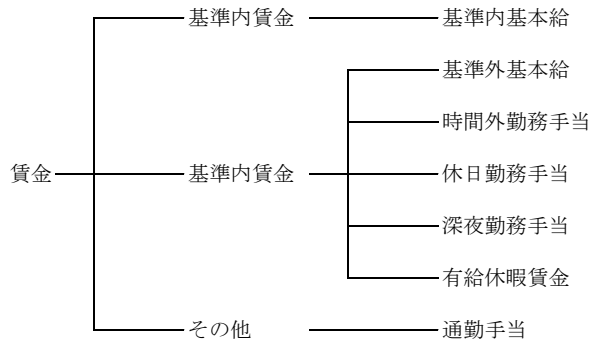 基準内賃金 基準内基本給
基準外基本給
時間外勤務手当
賃金 基準内賃金 休日勤務手当
深夜勤務手当
有給休暇賃金
その他 通勤手当